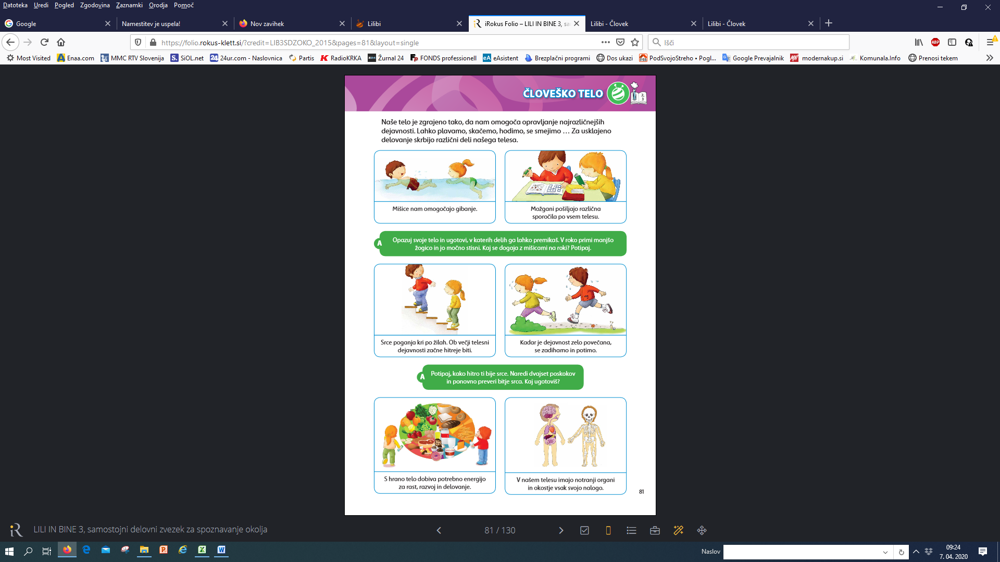 Datoteka Uredi Pogled Zgodovina Zaznamki Orodja Pomoč
Google Namestitev je uspela! Nov zavihek Lilibi iRokus Folio – LILI IN BINE 3, sa Lilibi - Človek Lilibi - Človek
https://folio.rokus-klett.si/?credit=LIB3SDZOKO_2015&pages=81&layout=single Išči
Most Visited Enaa.com MMC RTV Slovenija SiOL.net 24ur.com - Naslovnica Partis RadioKRKA Žurnal 24 FONDS professionell eAsistent Brezplačni programi Dos ukazi PodSvojoStreho • Pogl... Google Prevajalnik modernakup.si Komunala.Info Prenosi tekem
ČLOVEŠKO TELO
2, 3
Naše telo je zgrajeno tako, da nam omogoča opravljanje najrazličnejših
dejavnosti. Lahko plavamo, skačemo, hodimo, se smejimo … Za usklajeno
delovanje skrbijo različni deli našega telesa.
Mišice nam omogočajo gibanje.
Možgani pošiljajo različna
sporočila po vsem telesu.
A
Opazuj svoje telo in ugotovi, v katerih delih ga lahko premikaš. V roko primi manjšo
žogico in jo močno stisni. Kaj se dogaja z mišicami na roki? Potipaj.
Srce poganja kri po žilah. Ob večji telesni
dejavnosti začne hitreje biti.
Kadar je dejavnost zelo povečana,
se zadihamo in potimo.
A
Potipaj, kako hitro ti bije srce. Naredi dvajset poskokov
in ponovno preveri bitje srca. Kaj ugotoviš?
S hrano telo dobiva potrebno energijo
za rast, razvoj in delovanje.
V našem telesu imajo notranji organi
in okostje vsak svojo nalogo.
81
iR LILI IN BINE 3, samostojni delovni zvezek za spoznavanje okolja 81 / 130
Naslov
09:24
7. 04. 2020